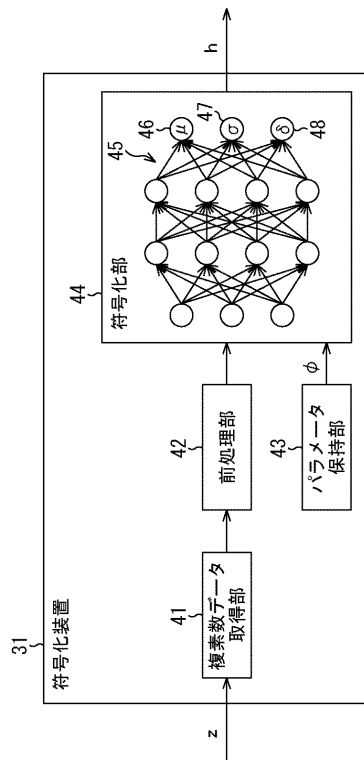 31
符号化装置
z
41
複素数データ
取得部
42
前処理部
43
パラメータ
保持部
φ
44
符号化部
45
46
μ
47
σ
δ
48
h